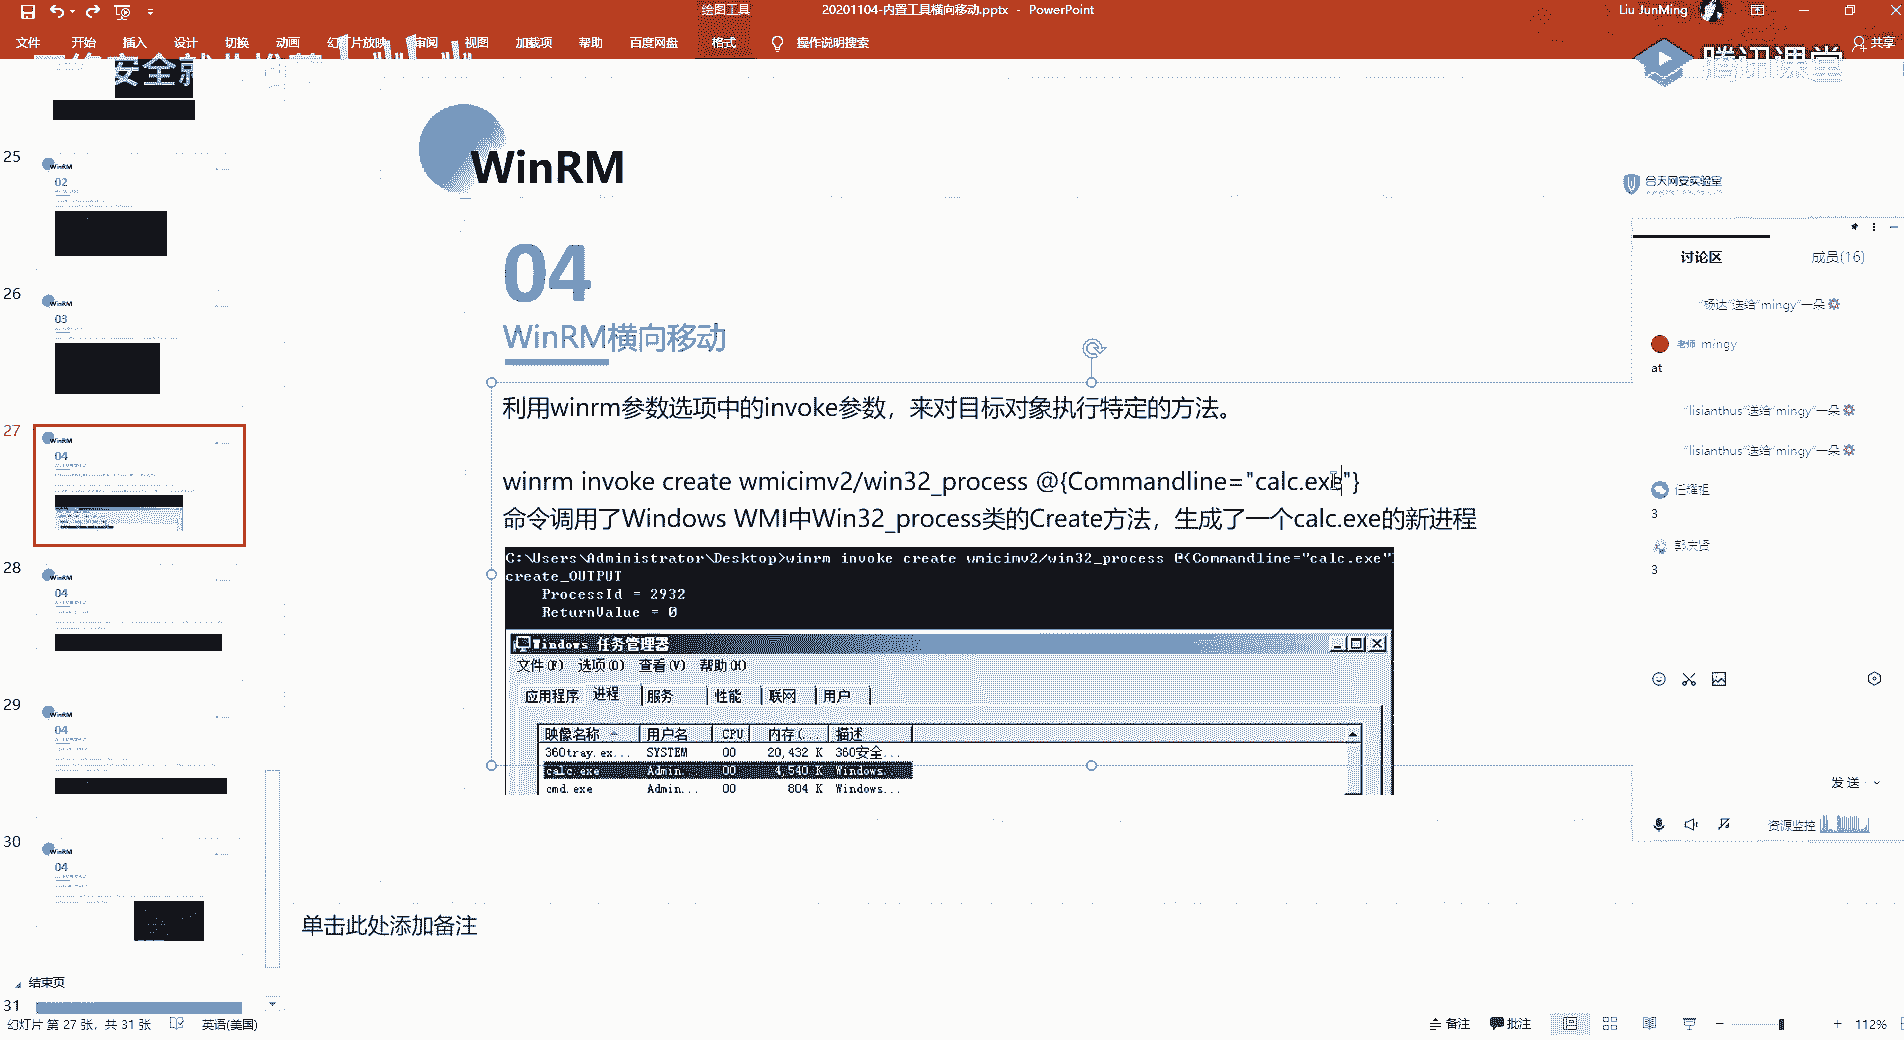 绘图工具
20201104-内置工具横向移动.pptx - PowerPoint
Liu JunMing
文件 开始 插入 设计 切换 动画 幻灯片放映 审阅 视图 加载项 帮助 百度网盘 格式 操作说明搜索
共享
腾讯课堂
25
WinRM
02
26
WinRM
03
27
WinRM
04
28
WinRM
04
29
WinRM
04
30
WinRM
04
结束页
31
WinRM
合天网安实验室
04
WinRM横向移动
利用winrm参数选项中的invoke参数，来对目标对象执行特定的方法。
winrm invoke create wmicimv2/win32_process @{Commandline="calc.exe"}
命令调用了Windows WMI中Win32_process类的Create方法，生成了一个calc.exe的新进程
C:\Users\Administrator\Desktop>winrm invoke create wmicimv2/win32_process @{Commandline="calc.exe"}
create_OUTPUT
ProcessId = 2932
ReturnValue = 0
Windows 任务管理器
文件(F) 选项(O) 查看(V) 帮助(H)
应用程序 进程 服务 性能 联网 用户
映像名称 用户名 CPU 内存(... 描述
360tray.ex... SYSTEM 00 20,432 K 360安全...
calc.exe Admin... 00 4,540 K Windows...
cmd.exe Admin... 00 804 K Windows...
讨论区 成员(16)
"杨达"送给"mingy"一朵
老师 mingy
at
"lisianthus"送给"mingy"一朵
"lisianthus"送给"mingy"一朵
任耀祖
3
3
发送
资源监控
单击此处添加备注
幻灯片 第 27 张，共 31 张 英语(美国)
备注 批注
112%